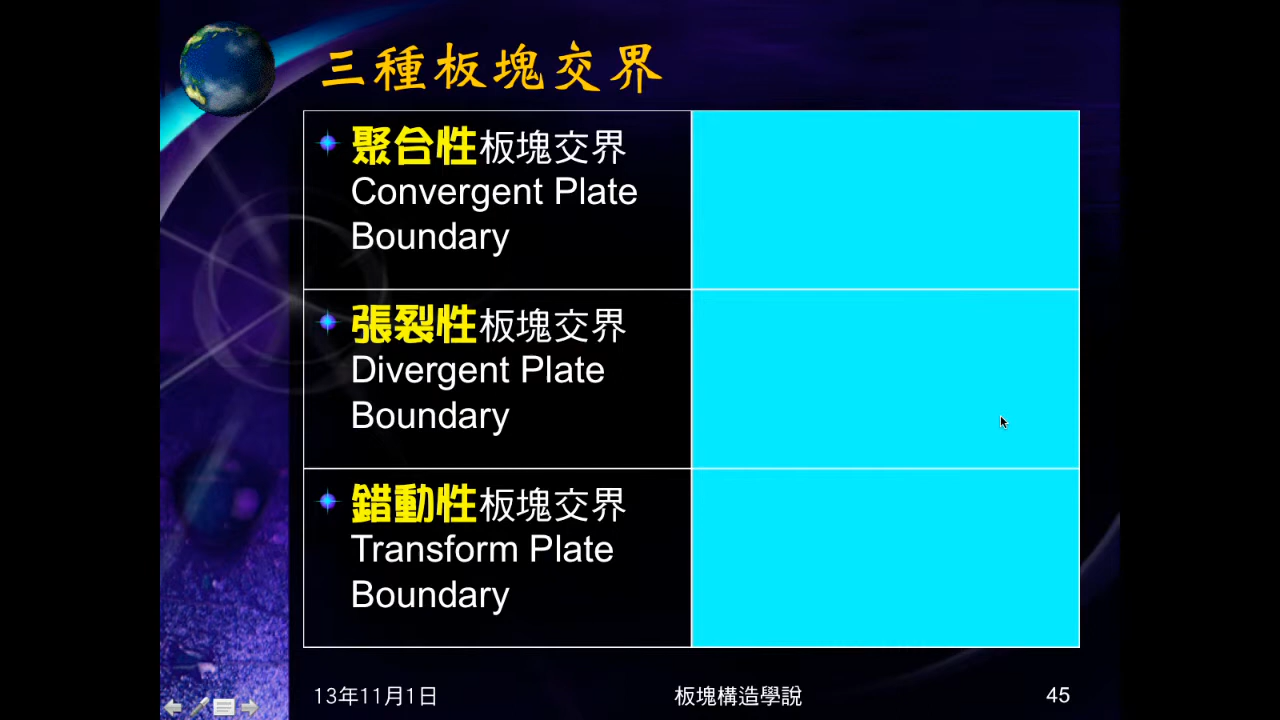 三種板塊交界
聚合性板塊交界
Convergent Plate
Boundary
張裂性板塊交界
Divergent Plate
Boundary
錯動性板塊交界
Transform Plate
Boundary
13年11月1日
板塊構造學說
45